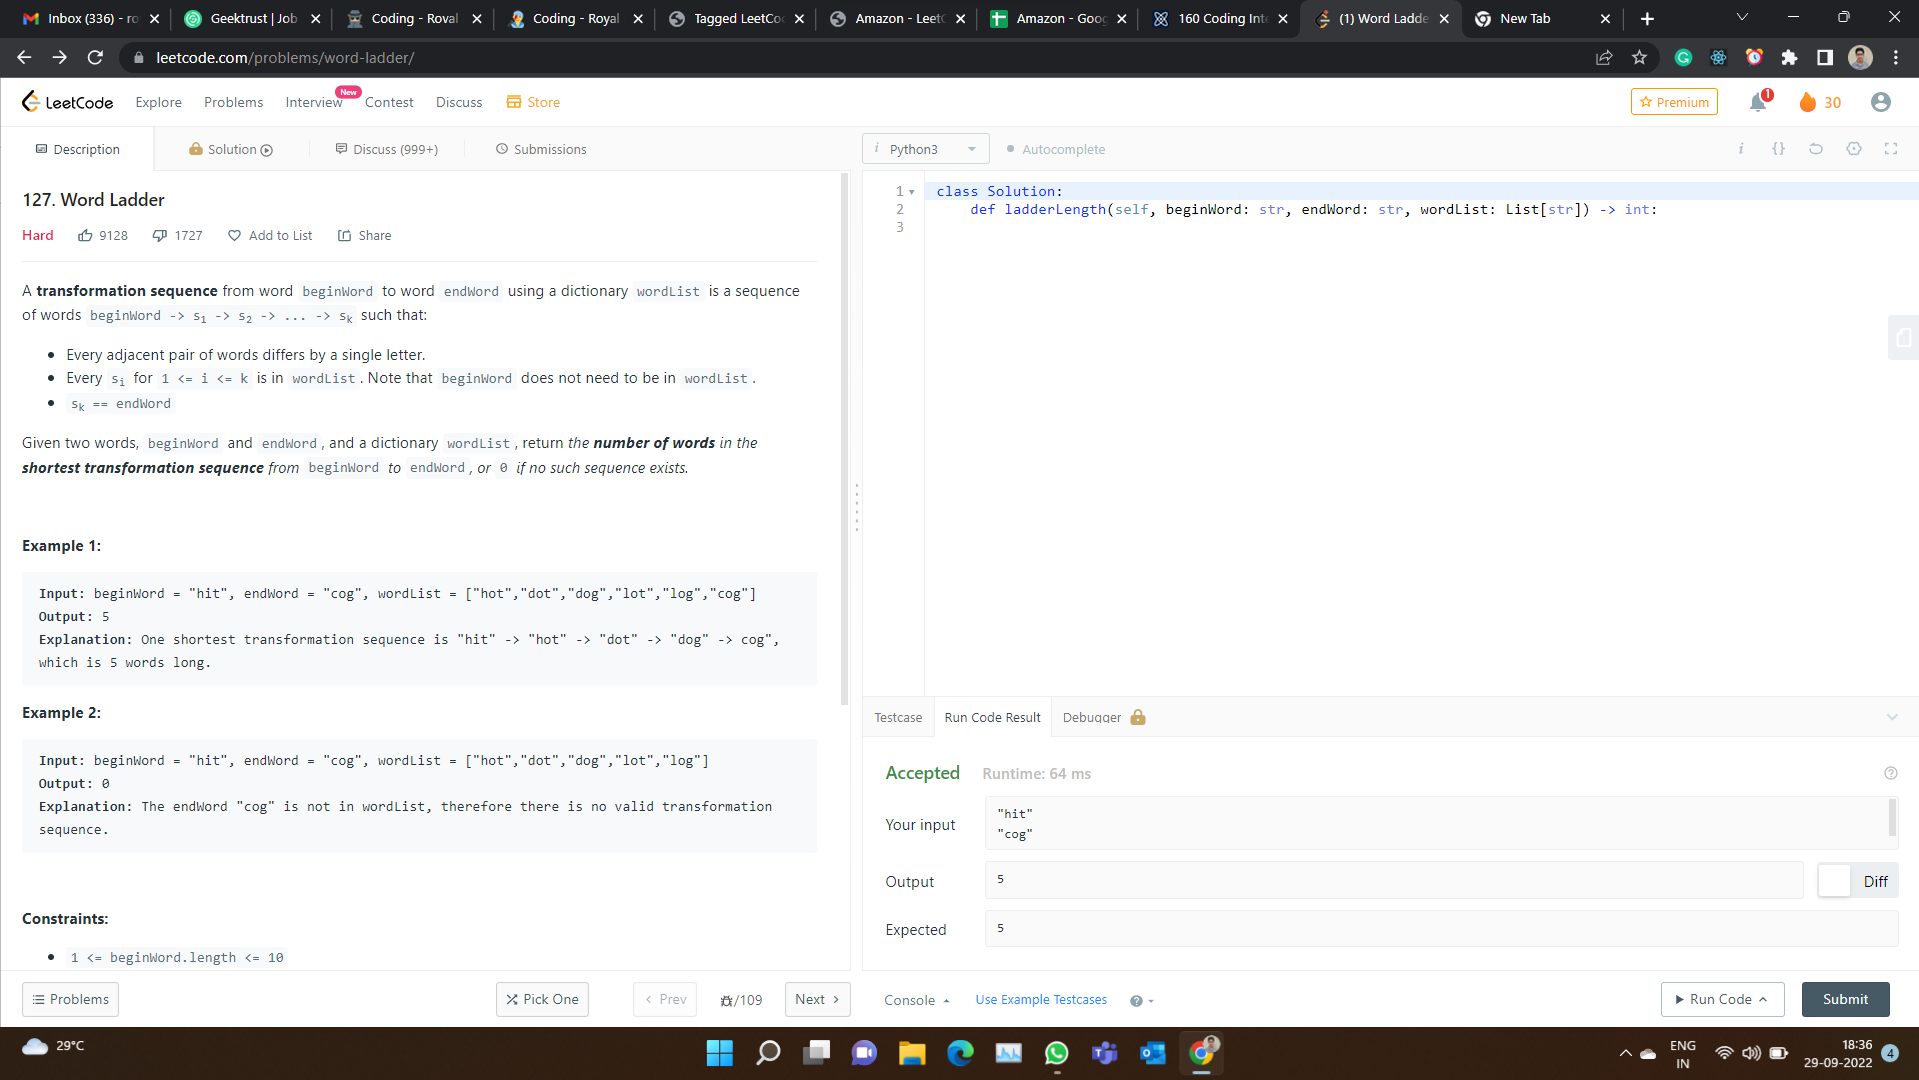 Inbox (336) - ro
Geektrust | Job
Coding - Royal
Coding - Royal
Tagged LeetCo
Amazon - LeetC
Amazon - Goog
160 Coding Inte
(1) Word Ladde
New Tab
leetcode.com/problems/word-ladder/
LeetCode
Explore
Problems
Interview
New
Contest
Discuss
Store
Premium
1
30
Description
Solution
Discuss (999+)
Submissions
i Python3
Autocomplete
i {}
127. Word Ladder
Hard 9128 1727 Add to List Share
A transformation sequence from word beginWord to word endWord using a dictionary wordList is a sequence
of words beginWord -> s1 -> s2 -> ... -> sk such that:
• Every adjacent pair of words differs by a single letter.
• Every si for 1 <= i <= k is in wordList. Note that beginWord does not need to be in wordList.
• sk == endWord
Given two words, beginWord and endWord, and a dictionary wordList, return the number of words in the
shortest transformation sequence from beginWord to endWord, or 0 if no such sequence exists.
Example 1:
Input: beginWord = "hit", endWord = "cog", wordList = ["hot","dot","dog","lot","log","cog"]
Output: 5
Explanation: One shortest transformation sequence is "hit" -> "hot" -> "dot" -> "dog" -> cog",
which is 5 words long.
Example 2:
Input: beginWord = "hit", endWord = "cog", wordList = ["hot","dot","dog","lot","log"]
Output: 0
Explanation: The endWord "cog" is not in wordList, therefore there is no valid transformation
sequence.
Constraints:
• 1 <= beginWord.length <= 10
Problems
Pick One
< Prev
/109
Next >
1 class Solution:
2 def ladderLength(self, beginWord: str, endWord: str, wordList: List[str]) -> int:
3
Testcase
Run Code Result
Debugger
Accepted Runtime: 64 ms
Your input
"hit"
"cog"
Output
5
Diff
Expected
5
Console
Use Example Testcases
Run Code
Submit
29°C
ENG
IN
18:36
29-09-2022
4